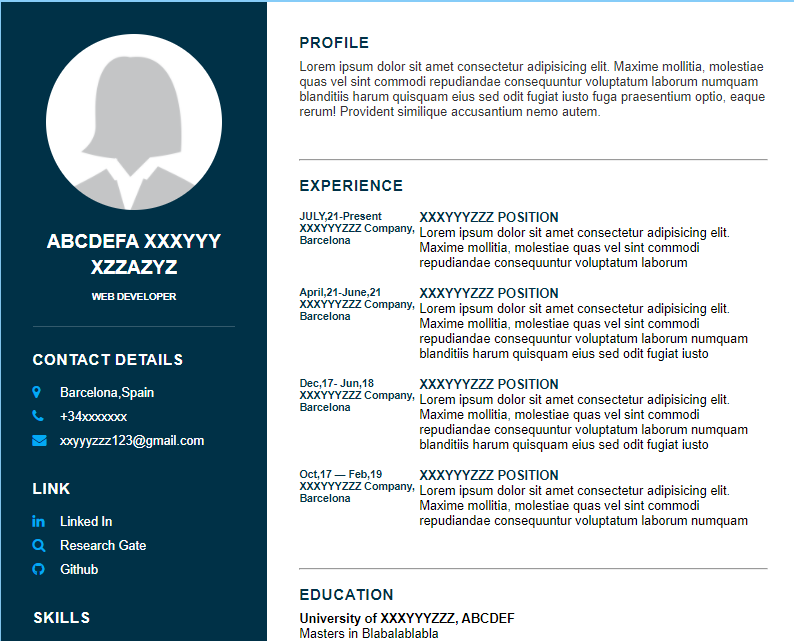 ABCDEFA XXXYYY
XZZAZYZ
WEB DEVELOPER
CONTACT DETAILS
Barcelona,Spain
+34xxxxxxx
xxyyyzzz123@gmail.com
LINK
Linked In
Research Gate
Github
SKILLS
PROFILE
Lorem ipsum dolor sit amet consectetur adipisicing elit. Maxime mollitia, molestiae
quas vel sint commodi repudiandae consequuntur voluptatum laborum numquam
blanditiis harum quisquam eius sed odit fugiat iusto fuga praesentium optio, eaque
rerum! Provident similique accusantium nemo autem.
EXPERIENCE
JULY,21-Present
XXXYYYZZZ Company,
Barcelona
XXXYYYZZZ POSITION
Lorem ipsum dolor sit amet consectetur adipisicing elit.
Maxime mollitia, molestiae quas vel sint commodi
repudiandae consequuntur voluptatum laborum
April,21-June,21
XXXYYYZZZ Company,
Barcelona
XXXYYYZZZ POSITION
Lorem ipsum dolor sit amet consectetur adipisicing elit.
Maxime mollitia, molestiae quas vel sint commodi
repudiandae consequuntur voluptatum laborum numquam
blanditiis harum quisquam eius sed odit fugiat iusto
Dec,17- Jun,18
XXXYYYZZZ Company,
Barcelona
XXXYYYZZZ POSITION
Lorem ipsum dolor sit amet consectetur adipisicing elit.
Maxime mollitia, molestiae quas vel sint commodi
repudiandae consequuntur voluptatum laborum numquam
blanditiis harum quisquam eius sed odit fugiat iusto
Oct,17 — Feb,19
XXXYYYZZZ Company,
Barcelona
XXXYYYZZZ POSITION
Lorem ipsum dolor sit amet consectetur adipisicing elit.
Maxime mollitia, molestiae quas vel sint commodi
repudiandae consequuntur voluptatum laborum numquam
EDUCATION
University of XXXYYYZZZ, ABCDEF
Masters in Blabalablabla